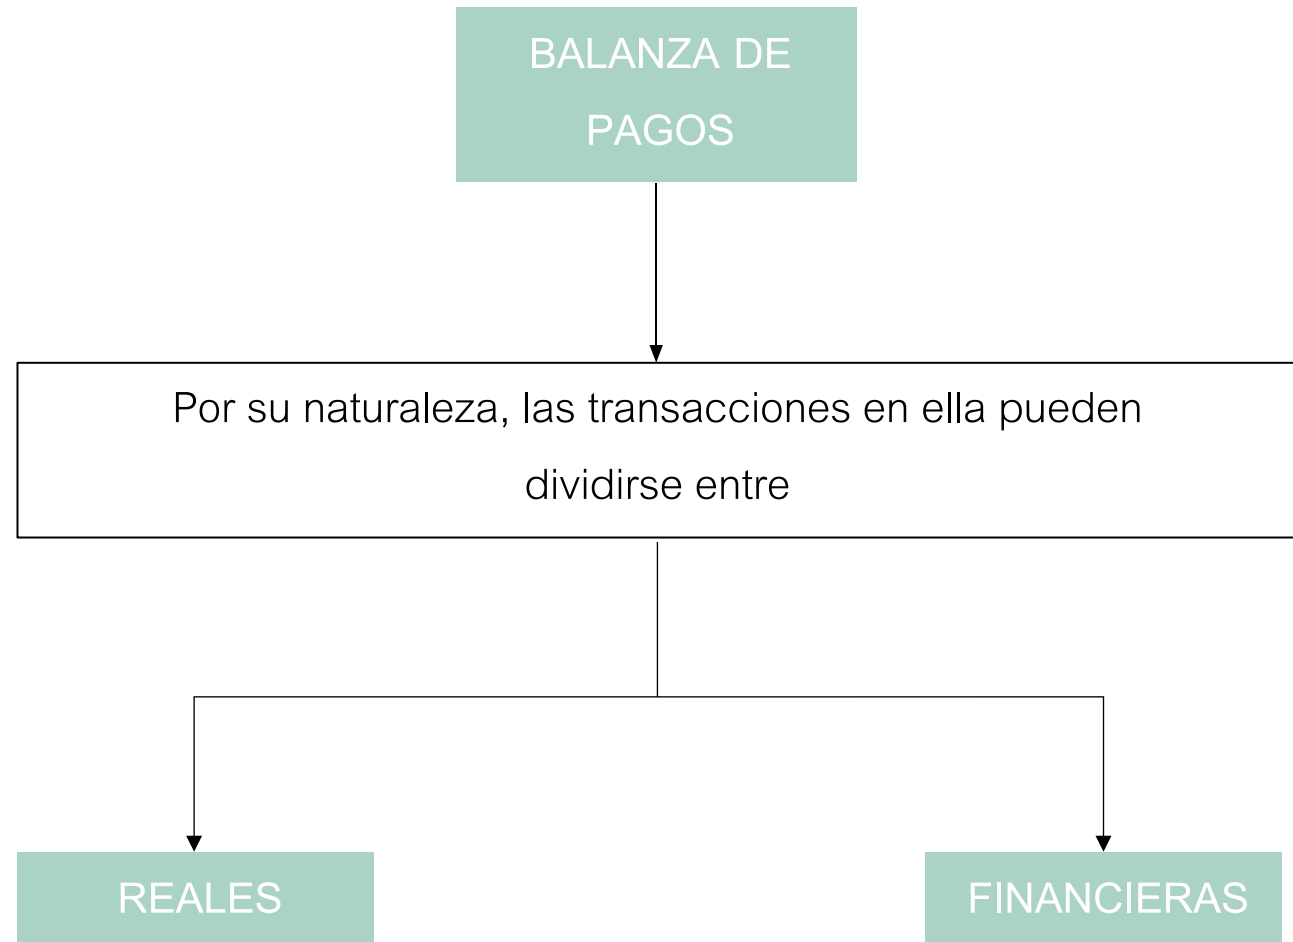 BALANZA DE
PAGOS
Por su naturaleza, las transacciones en ella pueden
dividirse entre
REALES
FINANCIERAS